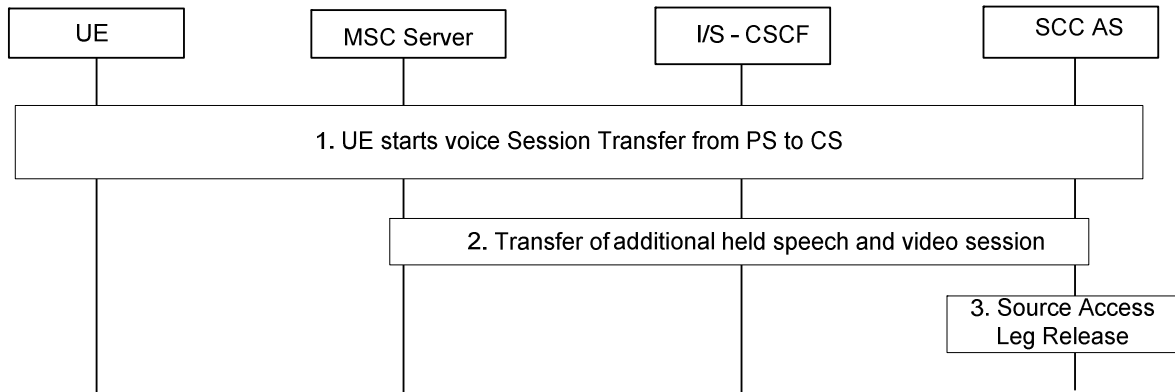 UE
MSC Server
I/S - CSCF
SCC AS
1. UE starts voice Session Transfer from PS to CS
2. Transfer of additional held speech and video session
3. Source Access
Leg Release